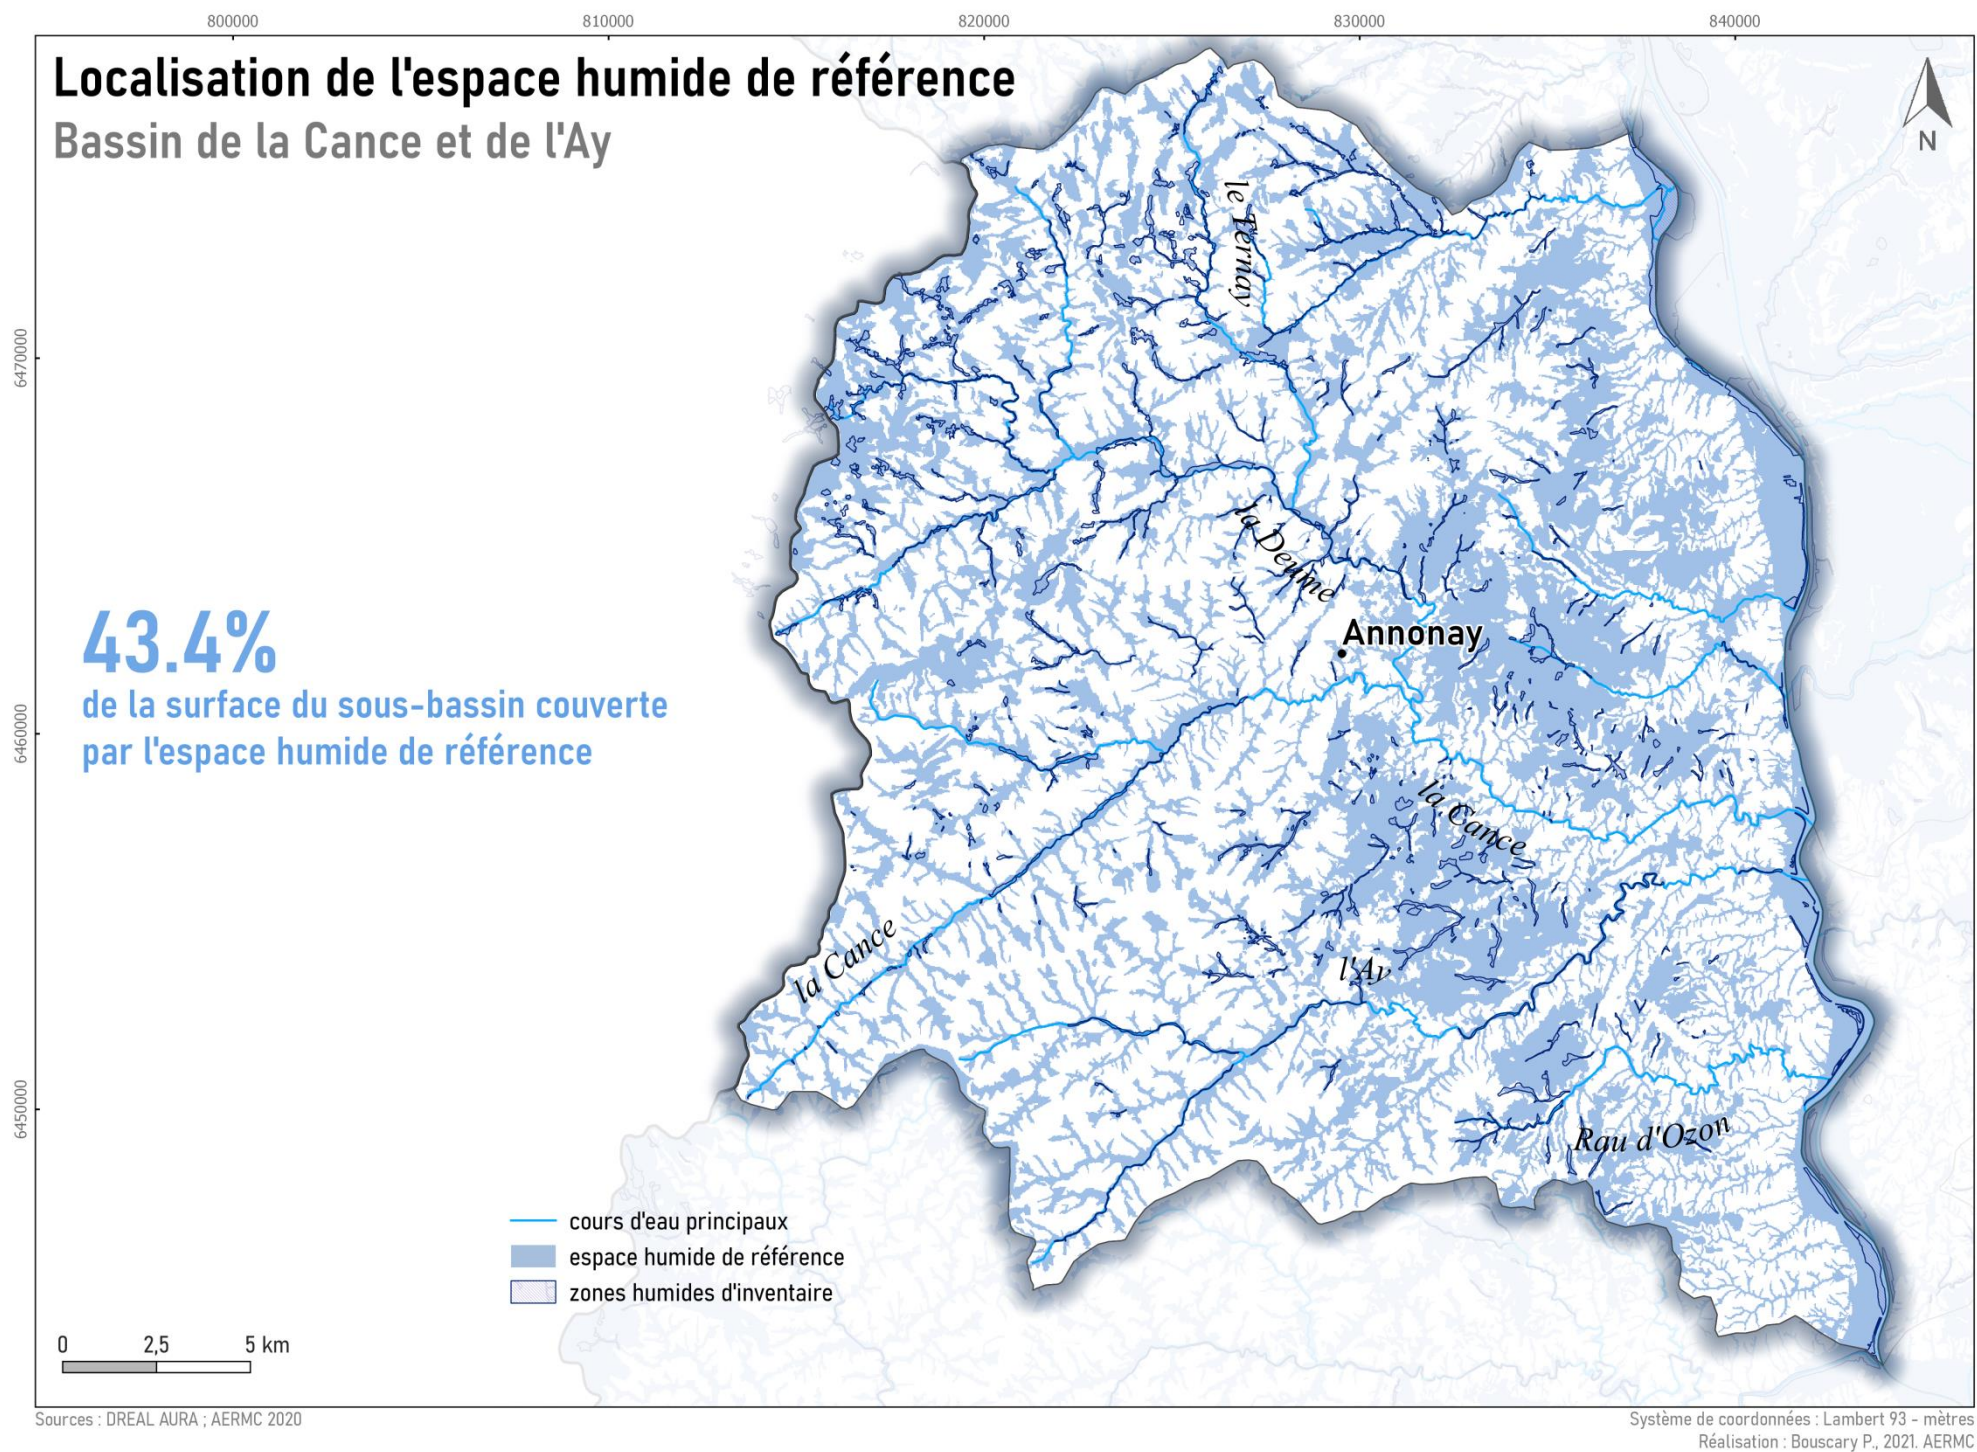 800000 810000 820000 830000 840000
Localisation de l'espace humide de référence
Bassin de la Cance et de l'Ay
N
6470000
6460000
6450000
le Ternay
la Deume
Annonay
43.4%
de la surface du sous-bassin couverte
par l'espace humide de référence
la Cance
la Cance
l'Ay
Rau d'Ozon
cours d'eau principaux
espace humide de référence
zones humides d'inventaire
0 2,5 5 km
Sources : DREAL AURA ; AERMC 2020
Système de coordonnées : Lambert 93 - mètres
Réalisation : Bouscary P., 2021. AERMC